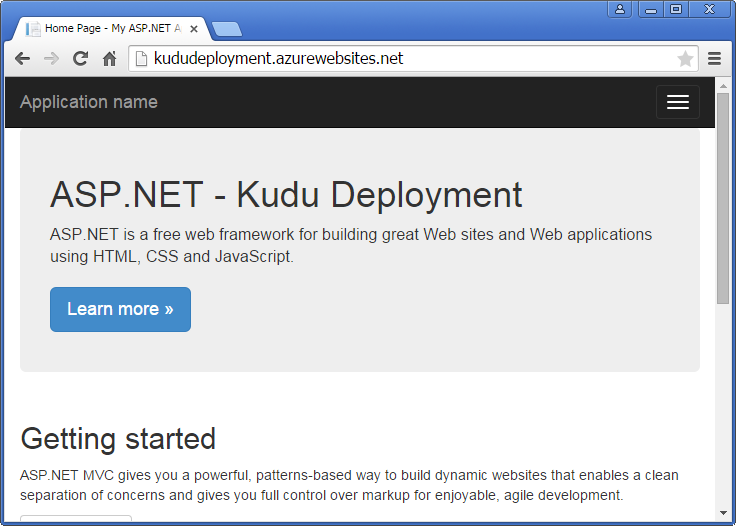 Home Page - My ASP.NET A
kududeployment.azurewebsites.net
Application name
ASP.NET - Kudu Deployment
ASP.NET is a free web framework for building great Web sites and Web applications
using HTML, CSS and JavaScript.
Learn more »
Getting started
ASP.NET MVC gives you a powerful, patterns-based way to build dynamic websites that enables a clean
separation of concerns and gives you full control over markup for enjoyable, agile development.